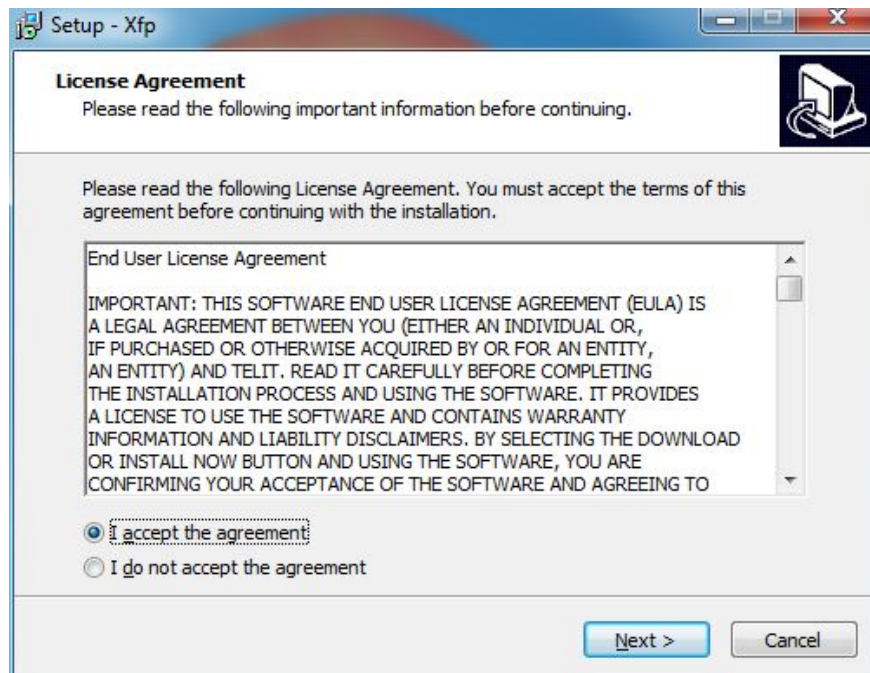 Setup - Xfp
License Agreement
Please read the following important information before continuing.
Please read the following License Agreement. You must accept the terms of this
agreement before continuing with the installation.
End User License Agreement
IMPORTANT: THIS SOFTWARE END USER LICENSE AGREEMENT (EULA) IS
A LEGAL AGREEMENT BETWEEN YOU (EITHER AN INDIVIDUAL OR,
IF PURCHASED OR OTHERWISE ACQUIRED BY OR FOR AN ENTITY,
AN ENTITY) AND TELIT. READ IT CAREFULLY BEFORE COMPLETING
THE INSTALLATION PROCESS AND USING THE SOFTWARE. IT PROVIDES
A LICENSE TO USE THE SOFTWARE AND CONTAINS WARRANTY
INFORMATION AND LIABILITY DISCLAIMERS. BY SELECTING THE DOWNLOAD
OR INSTALL NOW BUTTON AND USING THE SOFTWARE, YOU ARE
CONFIRMING YOUR ACCEPTANCE OF THE SOFTWARE AND AGREEING TO
I accept the agreement
I do not accept the agreement
Next >
Cancel